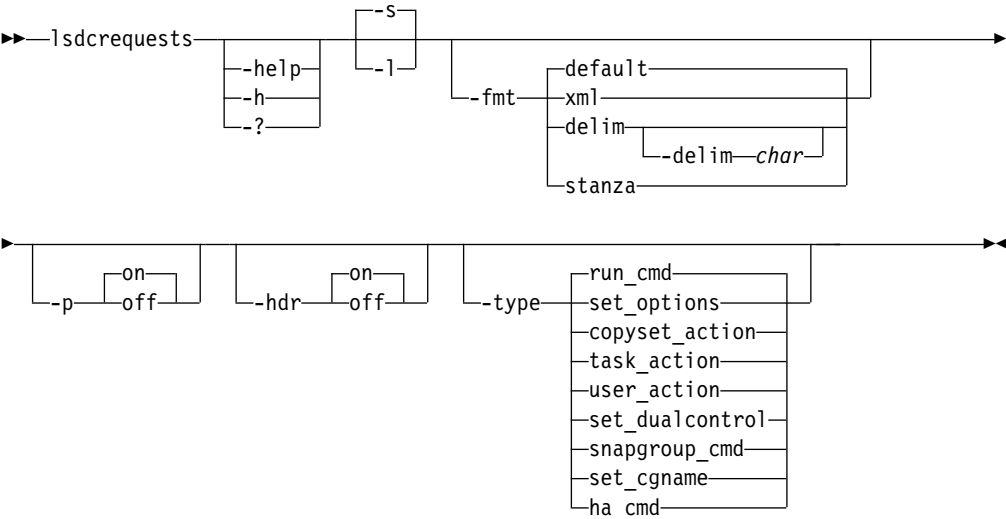 -s
lsdcrequests
-help
-l
default
-h
-fmt
xml
-?
delim
-delim char
stanza
on
on
run_cmd
-p
off
-hdr
off
-type
set_options
copyset_action
task_action
user_action
set_dualcontrol
snapgroup_cmd
set_cgname
ha_cmd